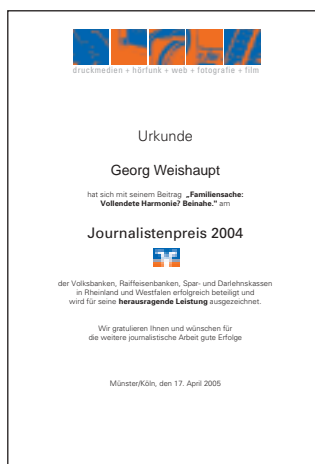 druckmedien + hörfunk + web + fotografie + film
Urkunde
Georg Weishaupt
hat sich mit seinem Beitrag „Familiensache:
Vollendete Harmonie? Beinahe." am
Journalistenpreis 2004
der Volksbanken, Raiffeisenbanken, Spar- und Darlehnskassen
in Rheinland und Westfalen erfolgreich beteiligt und
wird für seine herausragende Leistung ausgezeichnet.
Wir gratulieren Ihnen und wünschen für
die weitere journalistische Arbeit gute Erfolge
Münster/Köln, den 17. April 2005